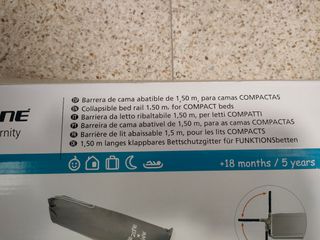 Barrera de cama abatible de 1,50 m, para camas COMPACTAS
Collapsible bed rail 1.50 m. for COMPACT beds
Barriera da letto ribaltabile 1,50 m, per letti COMPATTI
Barreira de cama abatível de 1,50 m, para as camas COMPACTAS
Barrière de lit abaissable 1,5 m, pour les lits COMPACTS
1,50 m langes klappbares Bettschutzgitter für FUNKTIONSbetten
NÉ
rnity
+18 months / 5 years